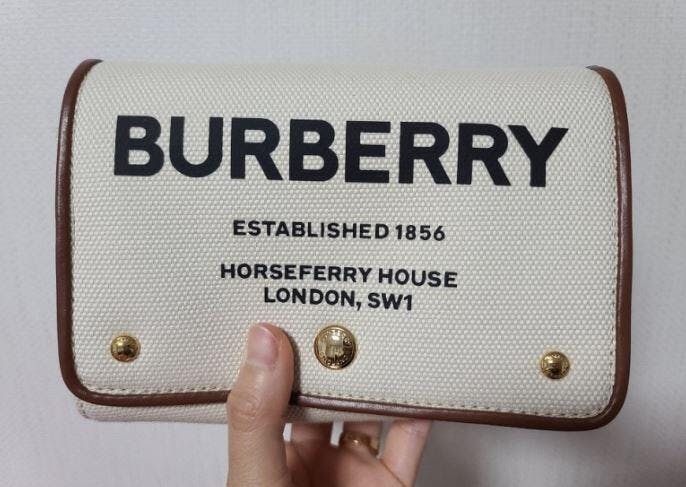 BURBERRY
ESTABLISHED 1856
HORSEFERRY HOUSE
LONDON, SW1